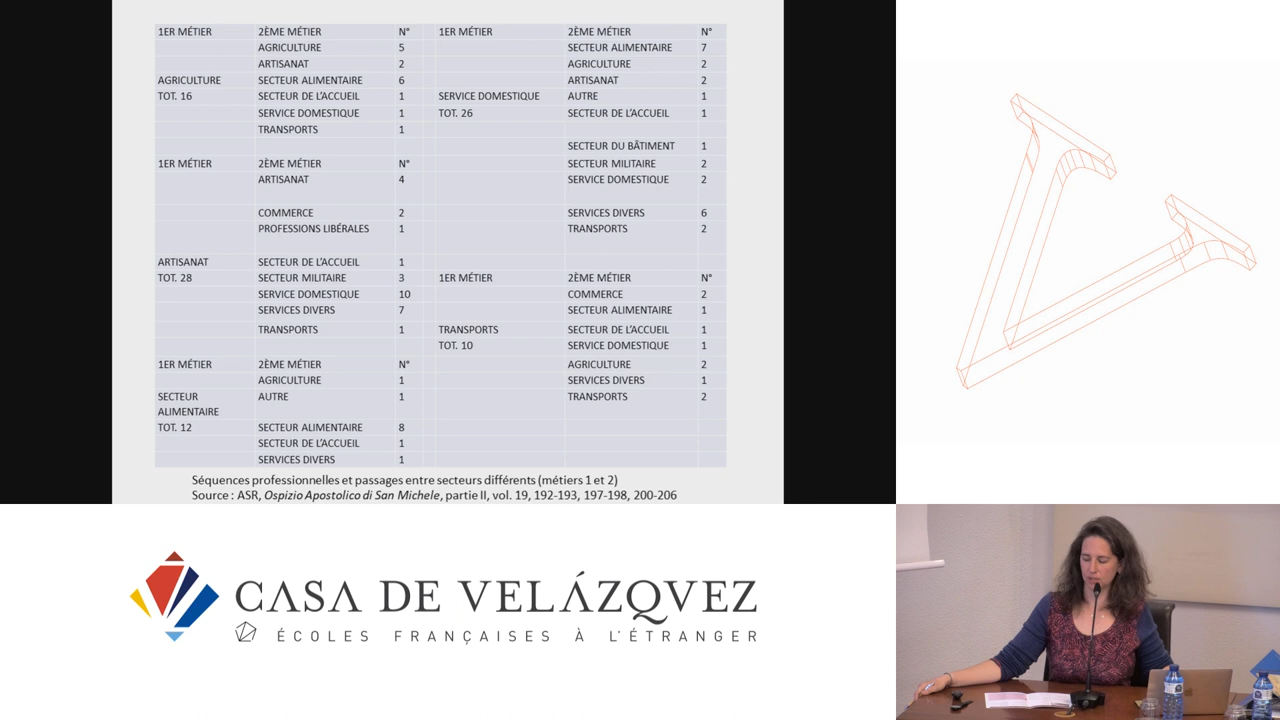 1ER MÉTIER 2ÈME MÉTIER N° 1ER MÉTIER 2ÈME MÉTIER N°
AGRICULTURE 5 SECTEUR ALIMENTAIRE 7
ARTISANAT 2 AGRICULTURE 2
AGRICULTURE SECTEUR ALIMENTAIRE 6 ARTISANAT 2
TOT. 16 SECTEUR DE L'ACCUEIL 1 SERVICE DOMESTIQUE AUTRE 1
SERVICE DOMESTIQUE 1 TOT. 26 SECTEUR DE L'ACCUEIL 1
TRANSPORTS 1
SECTEUR DU BÂTIMENT 1
1ER MÉTIER 2ÈME MÉTIER N° SECTEUR MILITAIRE 2
ARTISANAT 4 SERVICE DOMESTIQUE 2
COMMERCE 2 SERVICES DIVERS 6
PROFESSIONS LIBÉRALES 1 TRANSPORTS 2
ARTISANAT SECTEUR DE L'ACCUEIL 1
TOT. 28 SECTEUR MILITAIRE 3 1ER MÉTIER 2ÈME MÉTIER N°
SERVICE DOMESTIQUE 10 COMMERCE 2
SERVICES DIVERS 7 SECTEUR ALIMENTAIRE 1
TRANSPORTS 1 TRANSPORTS SECTEUR DE L'ACCUEIL 1
TOT. 10 SERVICE DOMESTIQUE 1
1ER MÉTIER 2ÈME MÉTIER N° AGRICULTURE 2
AGRICULTURE 1 SERVICES DIVERS 1
SECTEUR AUTRE 1 TRANSPORTS 2
ALIMENTAIRE
TOT. 12 SECTEUR ALIMENTAIRE 8
SECTEUR DE L'ACCUEIL 1
SERVICES DIVERS 1
Séquences professionnelles et passages entre secteurs différents (métiers 1 et 2)
Source : ASR, Ospizio Apostolico di San Michele, partie II, vol. 19, 192-193, 197-198, 200-206
CASA DE VELÁZQVEZ
ÉCOLES FRANÇAISES À L'ÉTRANGER